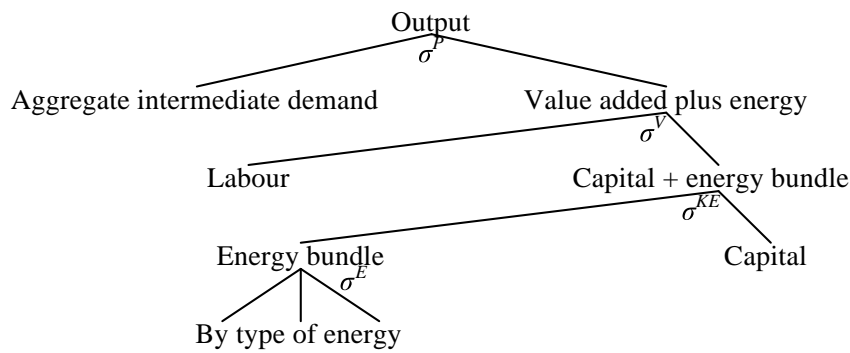 Output
σ^P
Aggregate intermediate demand
Value added plus energy
σ^V
Labour
Capital + energy bundle
σ^KE
Energy bundle
Capital
σ^E
By type of energy